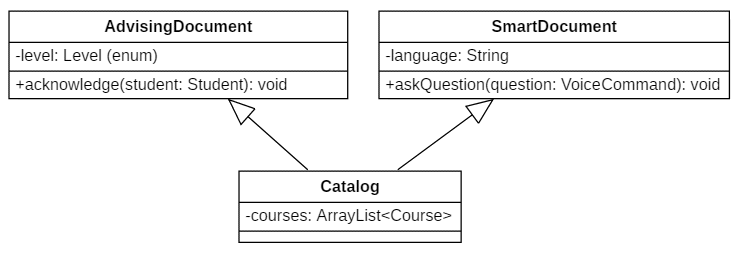 AdvisingDocument
-level: Level (enum)
+acknowledge(student: Student): void
SmartDocument
-language: String
+askQuestion(question: VoiceCommand): void
Catalog
-courses: ArrayList<Course>